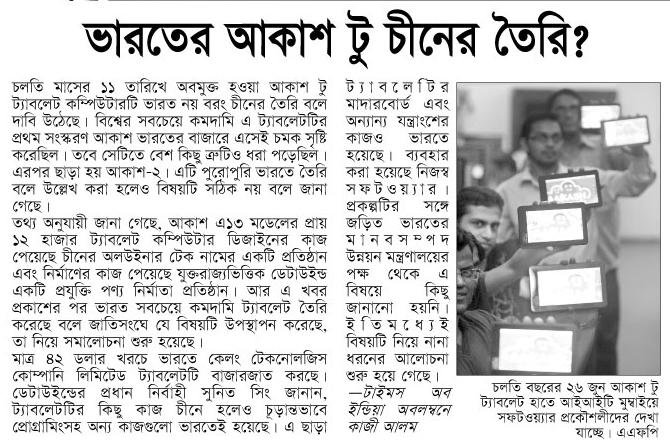 ভারতের আকাশ টু চীনের তৈরি?
চলতি মাসের ১১ তারিখে অবমুক্ত হওয়া আকাশ টু
ট্যাবলেট কম্পিউটারটি ভারত নয় বরং চীনের তৈরি বলে
দাবি উঠেছে। বিশ্বের সবচেয়ে কমদামি এ ট্যাবলেটটির
প্রথম সংস্করণ আকাশ ভারতের বাজারে এসেই চমক সৃষ্টি
করেছিল। তবে সেটিতে বেশ কিছু ত্রুটিও ধরা পড়েছিল।
এরপর ছাড়া হয় আকাশ-২। এটি পুরোপুরি ভারতে তৈরি
বলে উল্লেখ করা হলেও বিষয়টি সঠিক নয় বলে জানা
গেছে।
তথ্য অনুযায়ী জানা গেছে, আকাশ এ১৩ মডেলের প্রায়
১২ হাজার ট্যাবলেট কম্পিউটার ডিজাইনের কাজ
পেয়েছে চীনের অলউইনার টেক নামের একটি প্রতিষ্ঠান
এবং নির্মাণের কাজ পেয়েছে যুক্তরাজ্যভিত্তিক ডেটাউইন্ড
একটি প্রযুক্তি পণ্য নির্মাতা প্রতিষ্ঠান। আর এ খবর
প্রকাশের পর ভারত সবচেয়ে কমদামি ট্যাবলেট তৈরি
করেছে বলে জাতিসংঘে যে বিষয়টি উপস্থাপন করেছে,
তা নিয়ে সমালোচনা শুরু হয়েছে।
মাত্র ৪২ ডলার খরচে ভারতে কেলং টেকনোলজিস
কোম্পানি লিমিটেড ট্যাবলেটটি বাজারজাত করছে।
ডেটাউইন্ডের প্রধান নির্বাহী সুনিত সিং জানান,
ট্যাবলেটটির কিছু কাজ চীনে হলেও চূড়ান্তভাবে
প্রোগ্রামিংসহ অন্য কাজগুলো ভারতেই হয়েছে। এ ছাড়া
ট্যাবলেটটির
মাদারবোর্ড এবং
অন্যান্য যন্ত্রাংশের
কাজও ভারতে
হয়েছে। ব্যবহার
করা হয়েছে নিজস্ব
সফটওয়্যার।
প্রকল্পটির সঙ্গে
জড়িত ভারতের
মানবসম্পদ
উন্নয়ন মন্ত্রণালয়ের
পক্ষ থেকে এ
বিষয়ে কিছু
জানানো হয়নি।
ইতিমধ্যেই
বিষয়টি নিয়ে নানা
ধরনের আলোচনা
শুরু হয়ে গেছে।
—টাইমস অব
ইন্ডিয়া অবলম্বনে
কাজী আলম
চলতি বছরের ২৬ জুন আকাশ টু
ট্যাবলেট হাতে আইআইটি মুম্বাইয়ে
সফটওয়্যার প্রকৌশলীদের দেখা
যাচ্ছে। এএফপি